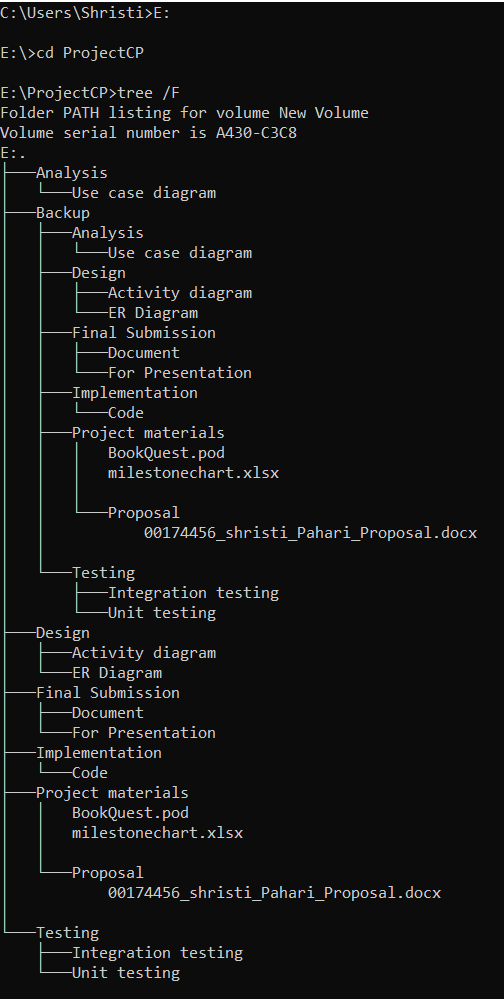 C:\Users\Shristi>E:
E:\>cd ProjectCP
E:\ProjectCP>tree /F
Folder PATH listing for volume New Volume
Volume serial number is A430-C3C8
E:.
├───Analysis
│   └───Use case diagram
├───Backup
│   ├───Analysis
│   │   └───Use case diagram
│   ├───Design
│   │   ├───Activity diagram
│   │   └───ER Diagram
│   ├───Final Submission
│   │   ├───Document
│   │   └───For Presentation
│   ├───Implementation
│   │   └───Code
│   ├───Project materials
│   │   │   BookQuest.pod
│   │   │   milestonechart.xlsx
│   │   │
│   │   └───Proposal
│   │           00174456_shristi_Pahari_Proposal.docx
│   │
│   └───Testing
│       ├───Integration testing
│       └───Unit testing
├───Design
│   ├───Activity diagram
│   └───ER Diagram
├───Final Submission
│   ├───Document
│   └───For Presentation
├───Implementation
│   └───Code
├───Project materials
│   │   BookQuest.pod
│   │   milestonechart.xlsx
│   │
│   └───Proposal
│           00174456_shristi_Pahari_Proposal.docx
│
└───Testing
    ├───Integration testing
    └───Unit testing